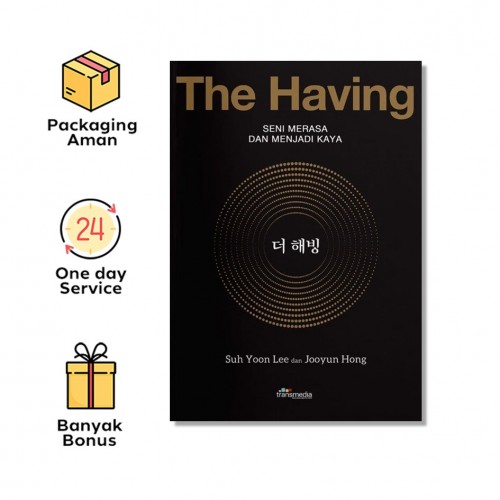 Packaging
Aman
24
One day
Service
Banyak
Bonus
The Having
SENI MERASA
DAN MENJADI KAYA
더 해빙
Suh Yoon Lee dan Jooyun Hong
transmedia